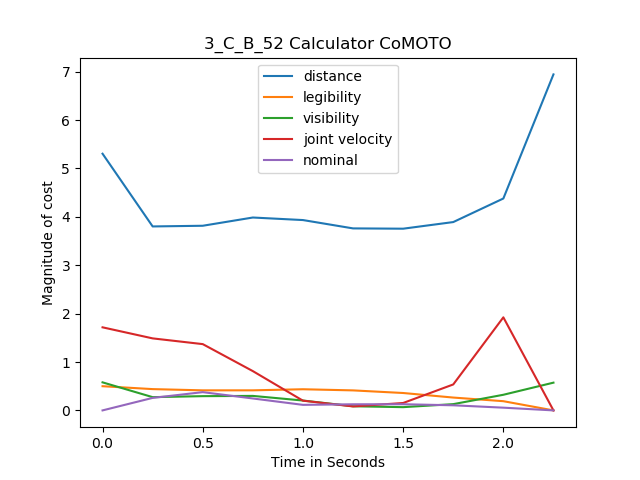 3_C_B_52 Calculator CoMOTO
distance
legibility
visibility
joint velocity
nominal
7
6
5
4
3
2
1
0
Magnitude of cost
0.0 0.5 1.0 1.5 2.0
Time in Seconds